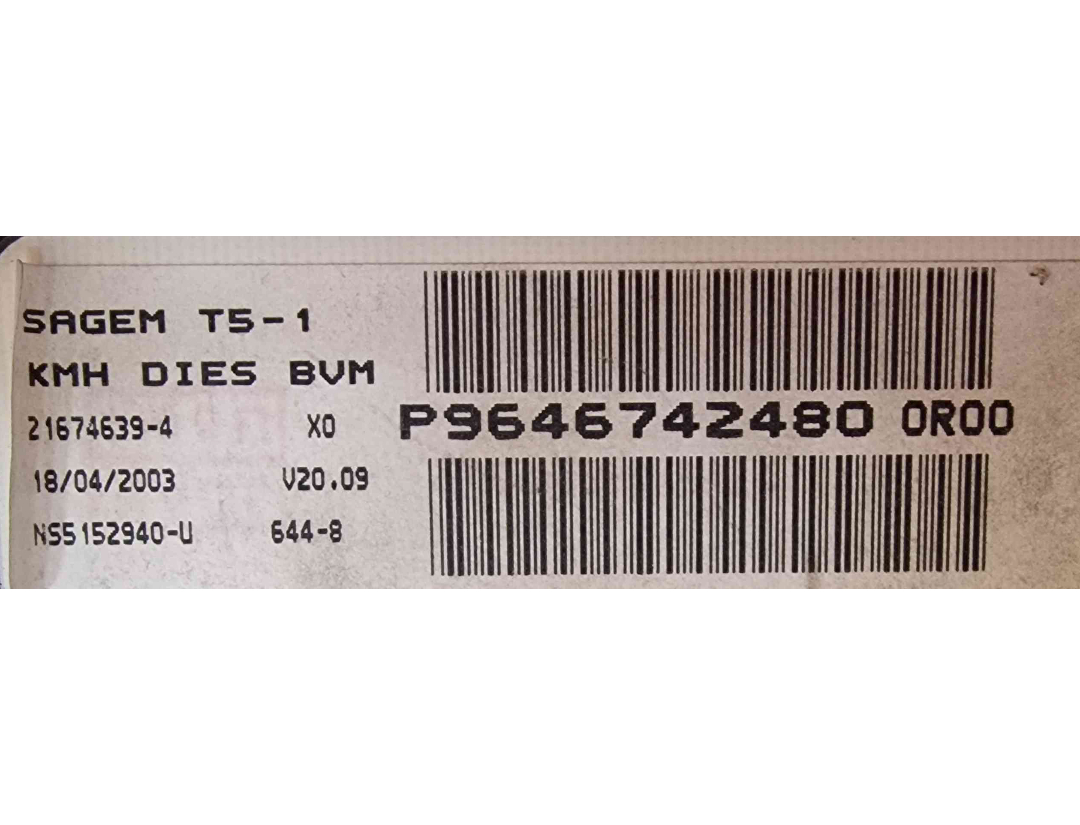 SAGEM T5-1
KMH DIES BVM
21674639-4 X0
P9646742480 0R00
18/04/2003 V20.09
NS5152940-U 644-8